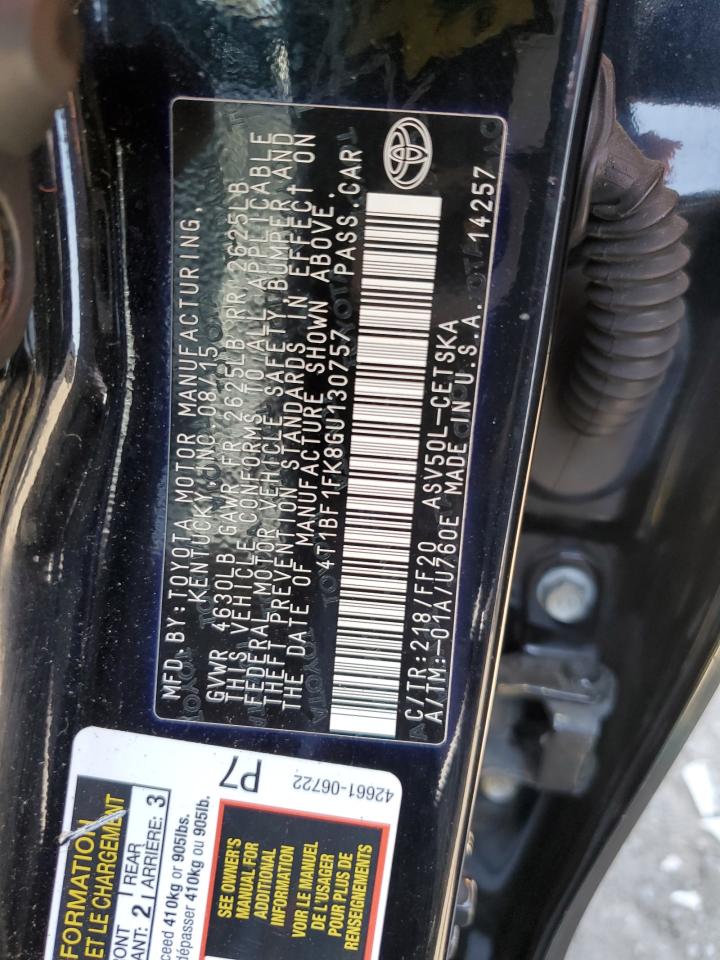 MFD. BY: TOYOTA MOTOR MANUFACTURING,
KENTUCKY, INC. 08/15
GVWR 4630LB GAWR FR 2625LB RR 2625LB
THIS VEHICLE CONFORMS TO ALL APPLICABLE
FEDERAL MOTOR VEHICLE SAFETY, BUMPER, AND
THEFT PREVENTION STANDARDS IN EFFECT ON
THE DATE OF MANUFACTURE SHOWN ABOVE.
4T1BF1FK8GU130757 PASS.CAR
C/TR:218/FF20 ASV50L-CETSKA
A/TM:-01A/U760E MADE IN U.S.A. 14257
FORMATION
ET LE CHARGEMENT
2 REAR
ARRIÈRE: 3
ceed 410kg or 905lbs.
dépasser 410kg ou 905lb.
P7
42661-06722
SEE OWNER'S
MANUAL FOR
ADDITIONAL
INFORMATION
VOIR LE MANUEL
DE L'USAGER
POUR PLUS DE
RENSEIGNEMENTS